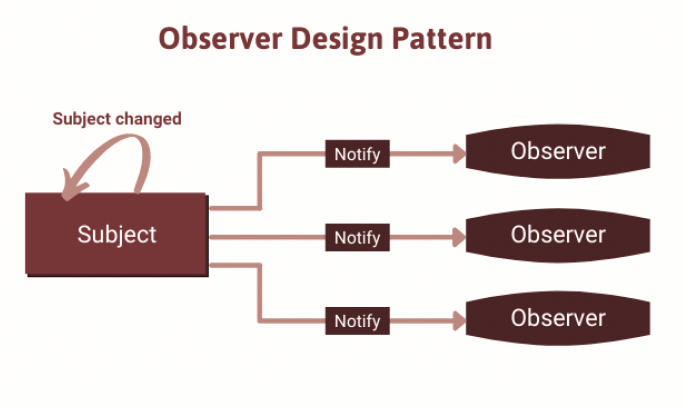 Observer Design Pattern
Subject changed
Subject
Notify
Observer
Notify
Observer
Notify
Observer